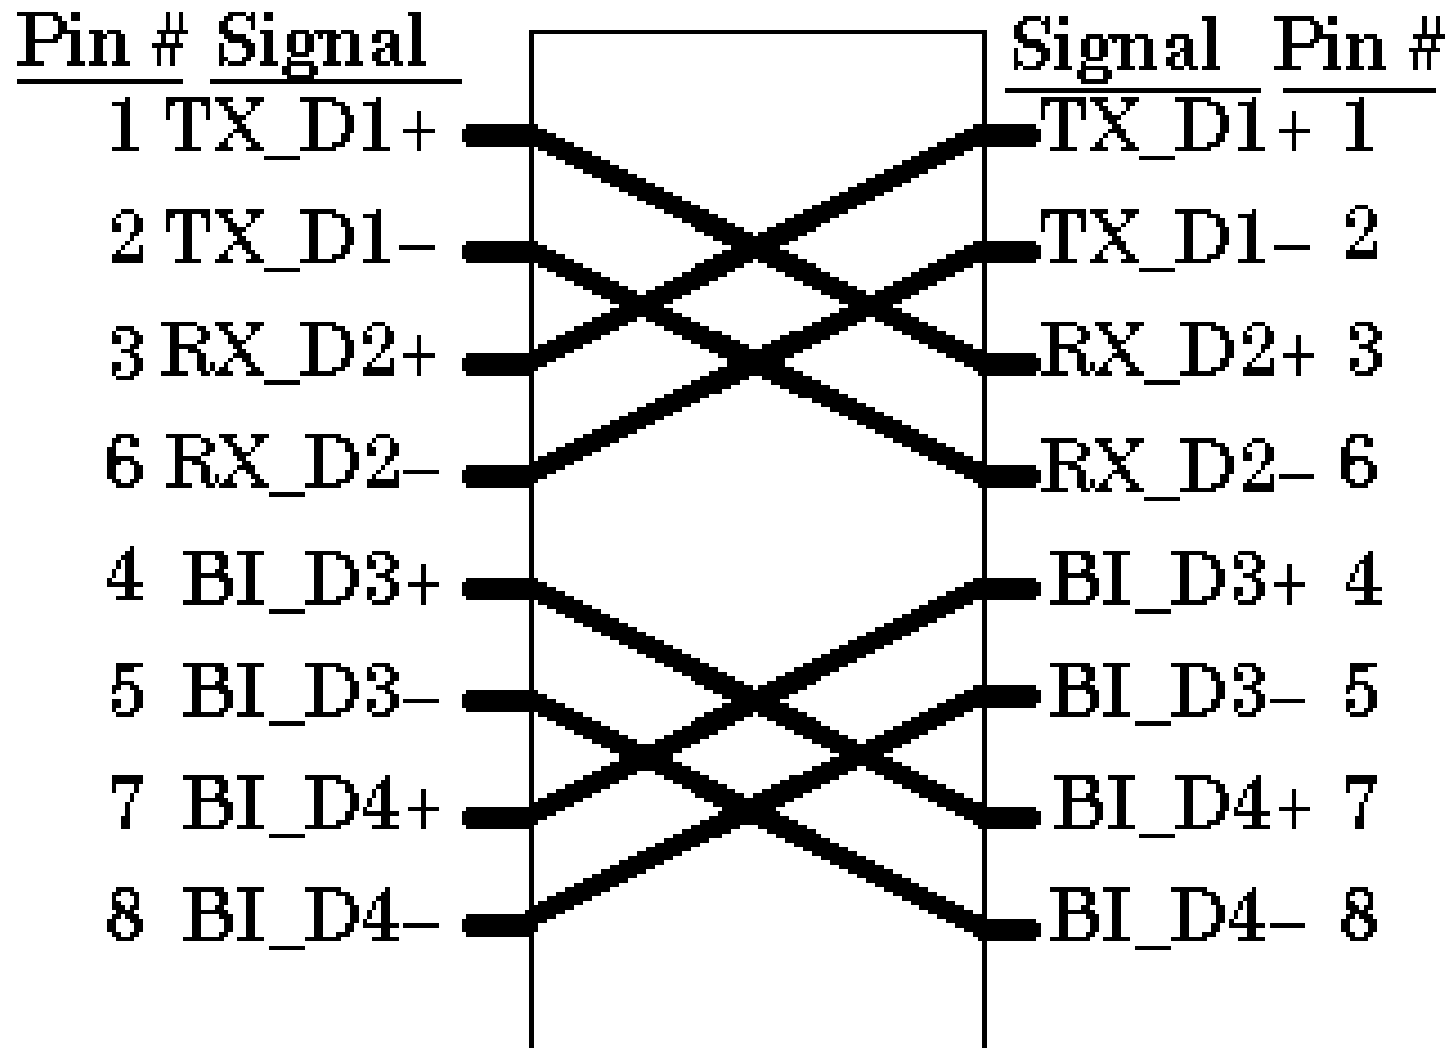 Pin # Signal Signal Pin #
1 TX_D1+ TX_D1+ 1
2 TX_D1– TX_D1– 2
3 RX_D2+ RX_D2+ 3
6 RX_D2– RX_D2– 6
4 BI_D3+ BI_D3+ 4
5 BI_D3– BI_D3– 5
7 BI_D4+ BI_D4+ 7
8 BI_D4– BI_D4– 8